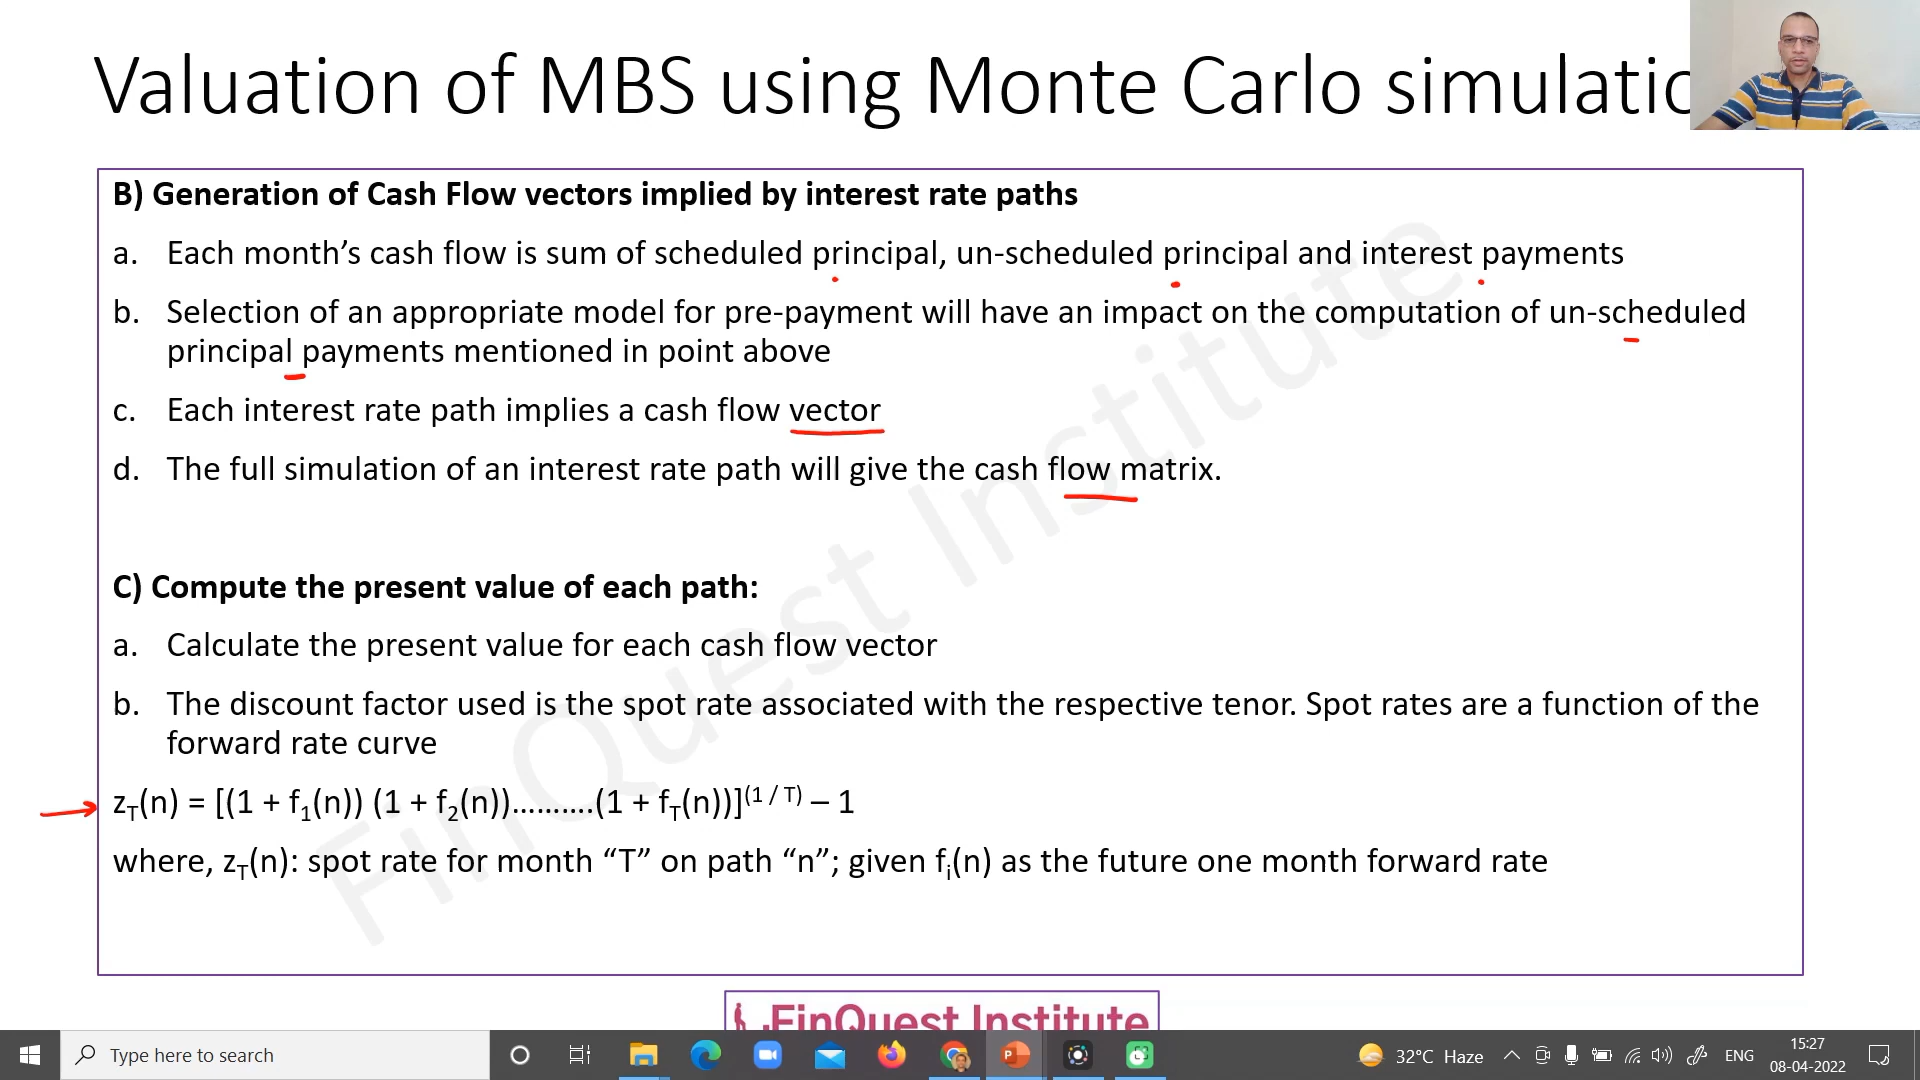 Valuation of MBS using Monte Carlo simulatio
B) Generation of Cash Flow vectors implied by interest rate paths
a. Each month’s cash flow is sum of scheduled principal, un-scheduled principal and interest payments
b. Selection of an appropriate model for pre-payment will have an impact on the computation of un-scheduled
principal payments mentioned in point above
c. Each interest rate path implies a cash flow vector
d. The full simulation of an interest rate path will give the cash flow matrix.
C) Compute the present value of each path:
a. Calculate the present value for each cash flow vector
b. The discount factor used is the spot rate associated with the respective tenor. Spot rates are a function of the
forward rate curve
z_T(n) = [(1 + f_1(n)) (1 + f_2(n))..........(1 + f_T(n))]^(1 / T) – 1
where, z_T(n): spot rate for month “T” on path “n”; given f_i(n) as the future one month forward rate
FinQuest Institute
FinQuest Institute
Type here to search
32°C Haze
ENG
15:27
08-04-2022